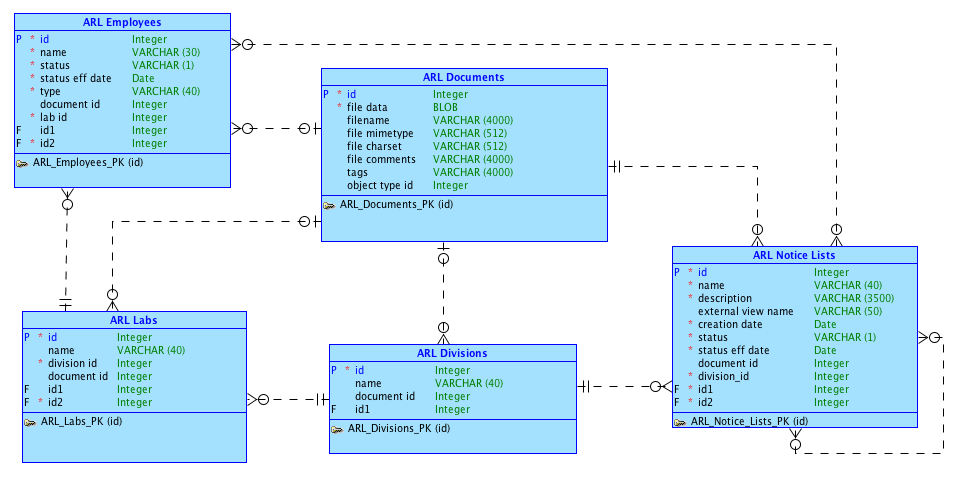 ARL Employees
P * id Integer
* name VARCHAR (30)
* status VARCHAR (1)
* status eff date Date
* type VARCHAR (40)
document id Integer
* lab id Integer
F id1 Integer
F * id2 Integer
ARL_Employees_PK (id)
ARL Documents
P * id Integer
* file data BLOB
filename VARCHAR (4000)
file mimetype VARCHAR (512)
file charset VARCHAR (512)
file comments VARCHAR (4000)
tags VARCHAR (4000)
object type id Integer
ARL_Documents_PK (id)
ARL Notice Lists
P * id Integer
* name VARCHAR (40)
* description VARCHAR (3500)
external view name VARCHAR (50)
* creation date Date
* status VARCHAR (1)
* status eff date Date
document id Integer
* division_id Integer
F * id1 Integer
F * id2 Integer
ARL_Notice_Lists_PK (id)
ARL Labs
P * id Integer
name VARCHAR (40)
* division id Integer
document id Integer
F id1 Integer
F * id2 Integer
ARL_Labs_PK (id)
ARL Divisions
P * id Integer
name VARCHAR (40)
document id Integer
F id1 Integer
ARL_Divisions_PK (id)